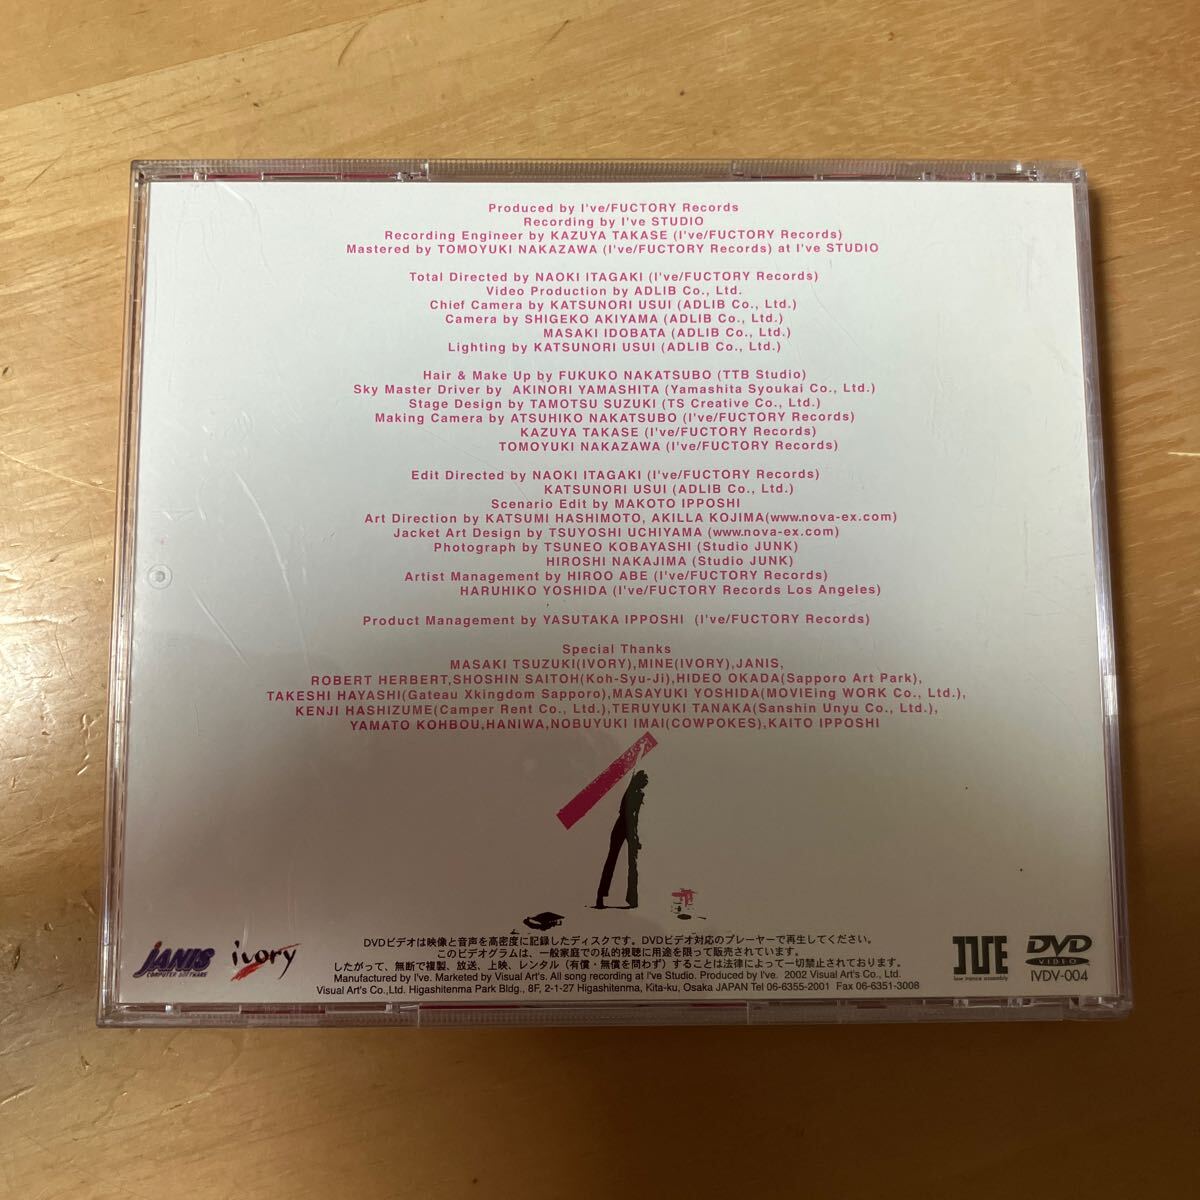 Produced by I've/FUCTORY Records
Recording by I've STUDIO
Recording Engineer by KAZUYA TAKASE (I've/FUCTORY Records)
Mastered by TOMOYUKI NAKAZAWA (I've/FUCTORY Records) at I've STUDIO
Total Directed by NAOKI ITAGAKI (I've/FUCTORY Records)
Video Production by ADLIB Co., Ltd.
Chief Camera by KATSUNORI USUI (ADLIB Co., Ltd.)
Camera by SHIGEKO AKIYAMA (ADLIB Co., Ltd.)
MASAKI IDOBATA (ADLIB Co., Ltd.)
Lighting by KATSUNORI USUI (ADLIB Co., Ltd.)
Hair & Make Up by FUKUKO NAKATSUBO (TTB Studio)
Sky Master Driver by AKINORI YAMASHITA (Yamashita Syoukai Co., Ltd.)
Stage Design by TAMOTSU SUZUKI (TS Creative Co., Ltd.)
Making Camera by ATSUHIKO NAKATSUBO (I've/FUCTORY Records)
KAZUYA TAKASE (I've/FUCTORY Records)
TOMOYUKI NAKAZAWA (I've/FUCTORY Records)
Edit Directed by NAOKI ITAGAKI (I've/FUCTORY Records)
KATSUNORI USUI (ADLIB Co., Ltd.)
Scenario Edit by MAKOTO IPPOSHI
Art Direction by KATSUMI HASHIMOTO, AKILLA KOJIMA(www.nova-ex.com)
Jacket Art Design by TSUYOSHI UCHIYAMA (www.nova-ex.com)
Photograph by TSUNEO KOBAYASHI (Studio JUNK)
HIROSHI NAKAJIMA (Studio JUNK)
Artist Management by HIROO ABE (I've/FUCTORY Records)
HARUHIKO YOSHIDA (I've/FUCTORY Records Los Angeles)
Product Management by YASUTAKA IPPOSHI (I've/FUCTORY Records)
Special Thanks
MASAKI TSUZUKI(IVORY),MINE(IVORY),JANIS,
ROBERT HERBERT,SHOSHIN SAITOH(Koh-Syu-Ji),HIDEO OKADA(Sapporo Art Park),
TAKESHI HAYASHI(Gateau Xkingdom Sapporo),MASAYUKI YOSHIDA(MOVIEing WORK Co., Ltd.),
KENJI HASHIZUME(Camper Rent Co., Ltd.),TERUYUKI TANAKA(Sanshin Unyu Co., Ltd.),
YAMATO KOHBOU,HANIWA,NOBUYUKI IMAI(COWPOKES),KAITO IPPOSHI
JANIS
COMPUTER SOFTWARE
ivory
DVDビデオは映像と音声を高密度に記録したディスクです。DVDビデオ対応のプレーヤーで再生してください。
このビデオグラムは、一般家庭での私的視聴に用途を限って販売されています。
したがって、無断で複製、放送、上映、レンタル（有償・無償を問わず）することは法律によって一切禁止されております。
Manufactured by I've. Marketed by Visual Art's. All song recording at I've Studio. Produced by I've. 2002 Visual Art's Co., Ltd.
Visual Art's Co.,Ltd. Higashitenma Park Bldg., 8F, 2-1-27 Higashitenma, Kita-ku, Osaka JAPAN Tel 06-6355-2001 Fax 06-6351-3008
I'VE
low trance assembly
DVD
VIDEO
IVDV-004